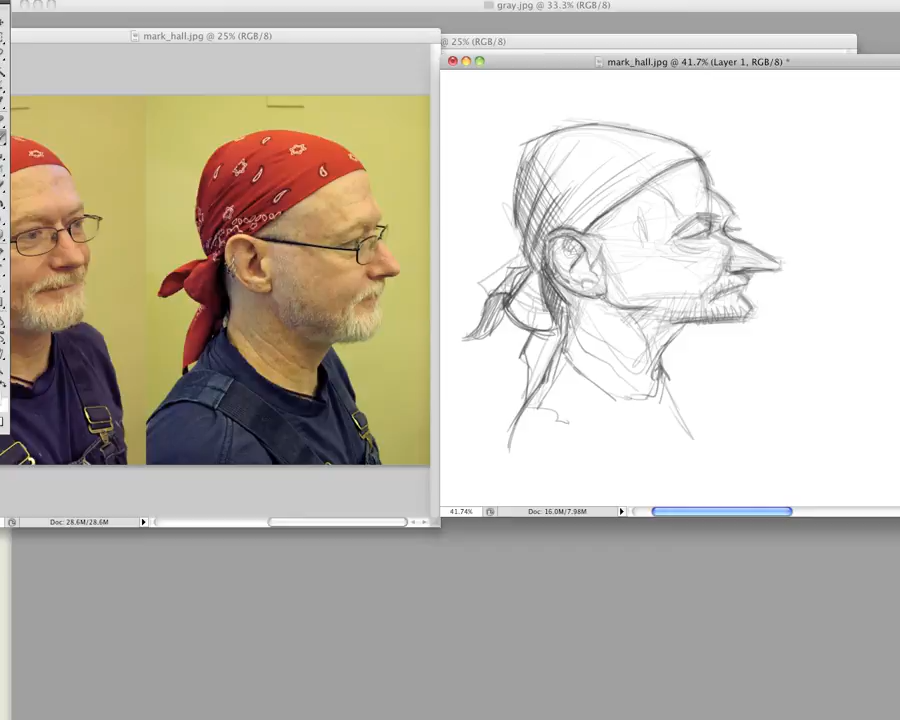 gray.jpg @ 33.3% (RGB/8)
mark_hall.jpg @ 25% (RGB/8)
@ 25% (RGB/8)
mark_hall.jpg @ 41.7% (Layer 1, RGB/8) *
41.74%
Doc: 16.0M/7.98M
Doc: 28.6M/28.6M